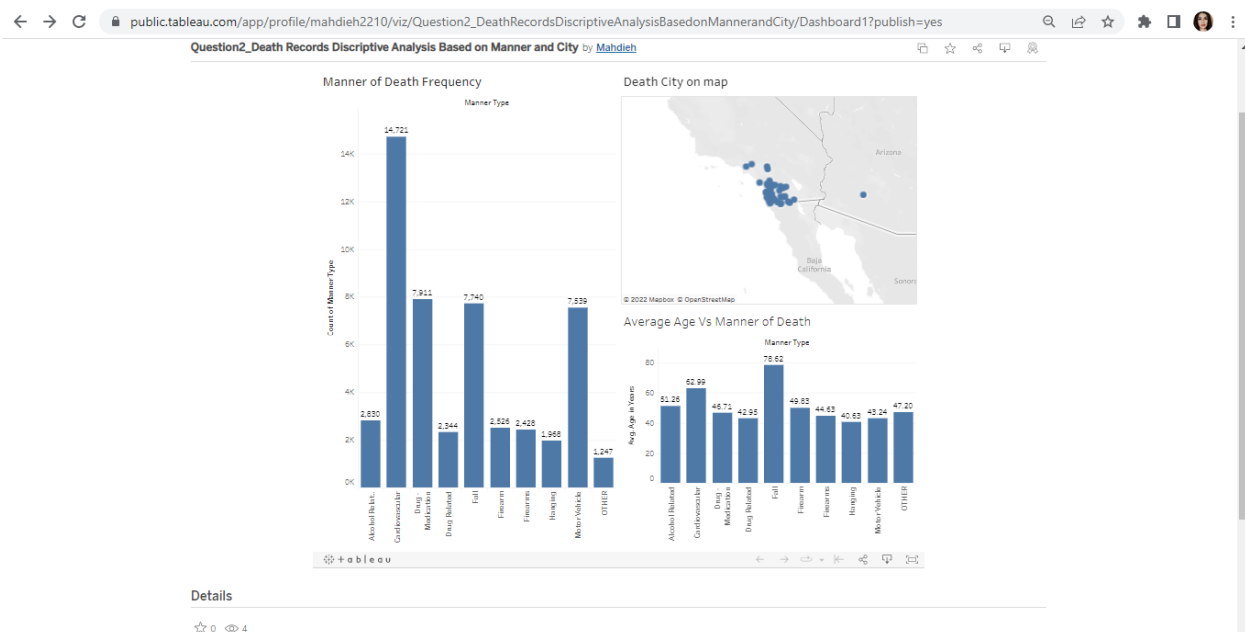 public.tableau.com/app/profile/mahdieh2210/viz/Question2_DeathRecordsDiscriptiveAnalysisBasedonMannerandCity/Dashboard1?publish=yes
Question2_Death Records Discriptive Analysis Based on Manner and City by Mahdieh
Manner of Death Frequency
Manner Type
Count of Manner Type
14K
12K
10K
8K
6K
4K
2K
0K
2,830
14,721
7,911
2,344
7,740
2,526
2,428
1,968
7,539
1,247
Alcohol Relat..
Cardiovascular
Drug -
Medication
Drug Related
Fall
Firearm
Firearms
Hanging
Motor Vehicle
OTHER
Death City on map
Arizona
Baja
California
Sonora
© 2022 Mapbox © OpenStreetMap
Average Age Vs Manner of Death
Manner Type
Avg. Age in Years
80
60
40
20
0
51.26
62.99
46.71
42.95
78.62
49.83
44.63
40.63
43.24
47.20
Alcohol Related
Cardiovascular
Drug -
Medication
Drug Related
Fall
Firearm
Firearms
Hanging
Motor Vehicle
OTHER
+ableau
Details
0
4